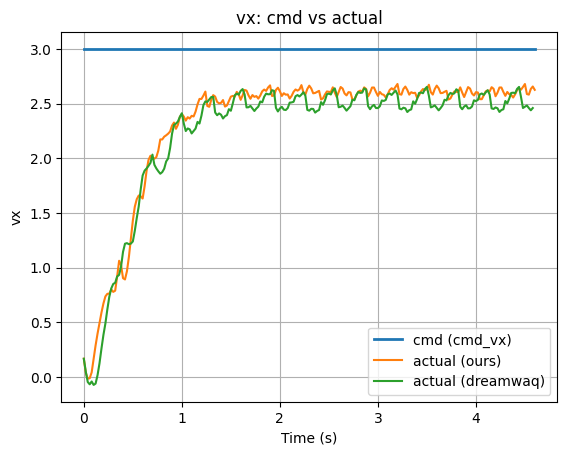 vx: cmd vs actual
3.0
2.5
2.0
1.5
1.0
0.5
0.0
vx
cmd (cmd_vx)
actual (ours)
actual (dreamwaq)
0
1
2
3
4
Time (s)